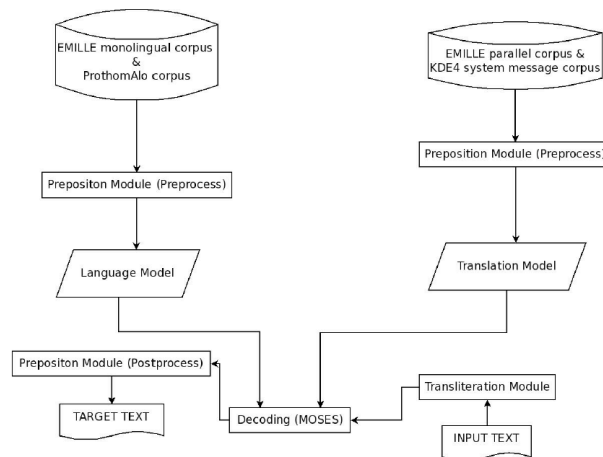 EMILLE monolingual corpus
&
ProthomAlo corpus
EMILLE parallel corpus &
KDE4 system message corpus
Prepositon Module (Preprocess)
Preposition Module (Preprocess)
Language Model
Translation Model
Prepositon Module (Postprocess)
Transliteration Module
TARGET TEXT
Decoding (MOSES)
INPUT TEXT